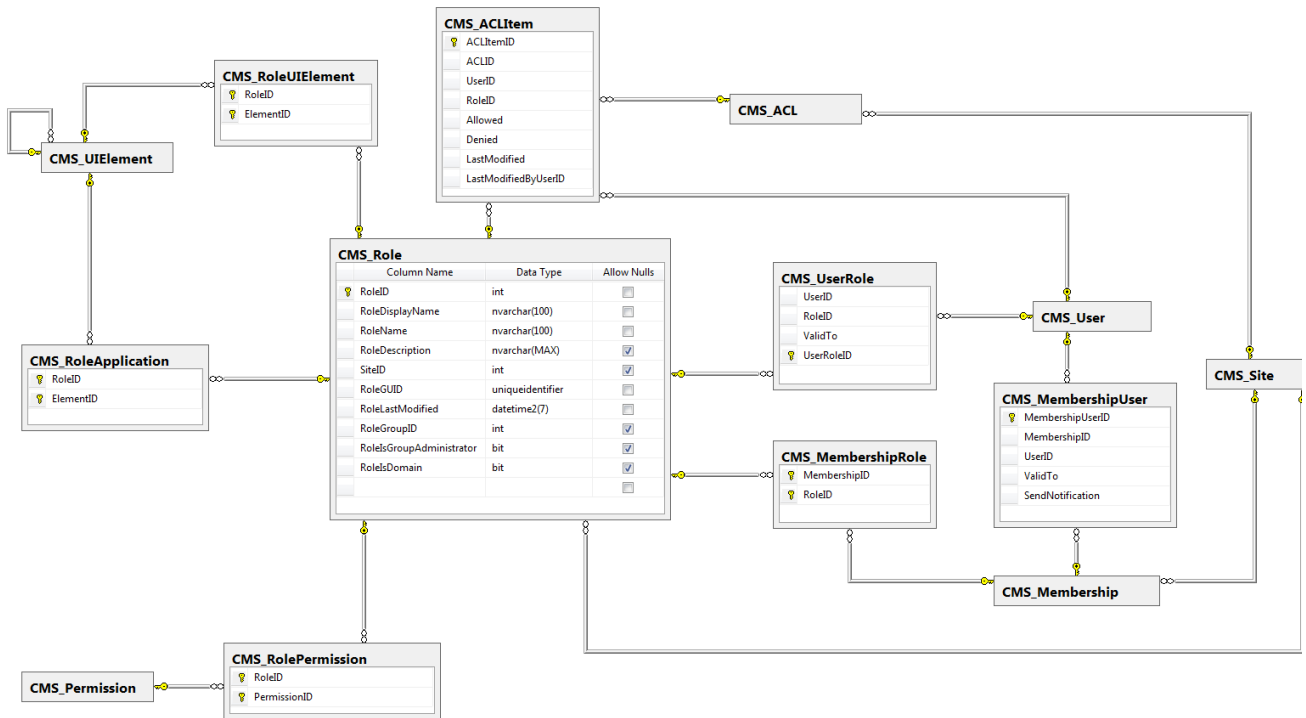 CMS_ACLItem
ACLItemID
ACLID
UserID
RoleID
Allowed
Denied
LastModified
LastModifiedByUserID
CMS_RoleUIElement
RoleID
ElementID
CMS_ACL
CMS_UIElement
CMS_Role
Column Name Data Type Allow Nulls
RoleID int
RoleDisplayName nvarchar(100)
RoleName nvarchar(100)
RoleDescription nvarchar(MAX)
SiteID int
RoleGUID uniqueidentifier
RoleLastModified datetime2(7)
RoleGroupID int
RoleIsGroupAdministrator bit
RoleIsDomain bit
CMS_UserRole
UserID
RoleID
ValidTo
UserRoleID
CMS_User
CMS_RoleApplication
RoleID
ElementID
CMS_Site
CMS_MembershipUser
MembershipUserID
MembershipID
UserID
ValidTo
SendNotification
CMS_MembershipRole
MembershipID
RoleID
CMS_Membership
CMS_RolePermission
RoleID
PermissionID
CMS_Permission